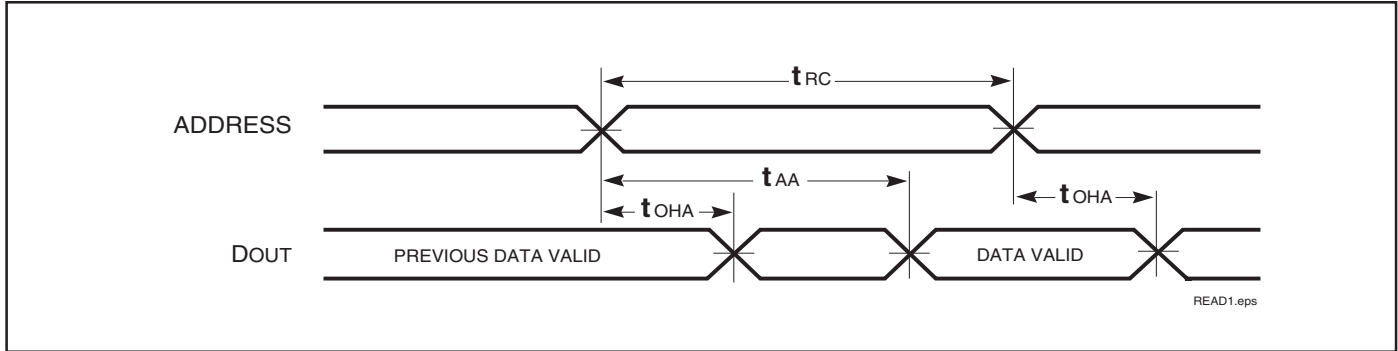 tRC
ADDRESS
tAA
tOHA
tOHA
DOUT
PREVIOUS DATA VALID
DATA VALID
READ1.eps